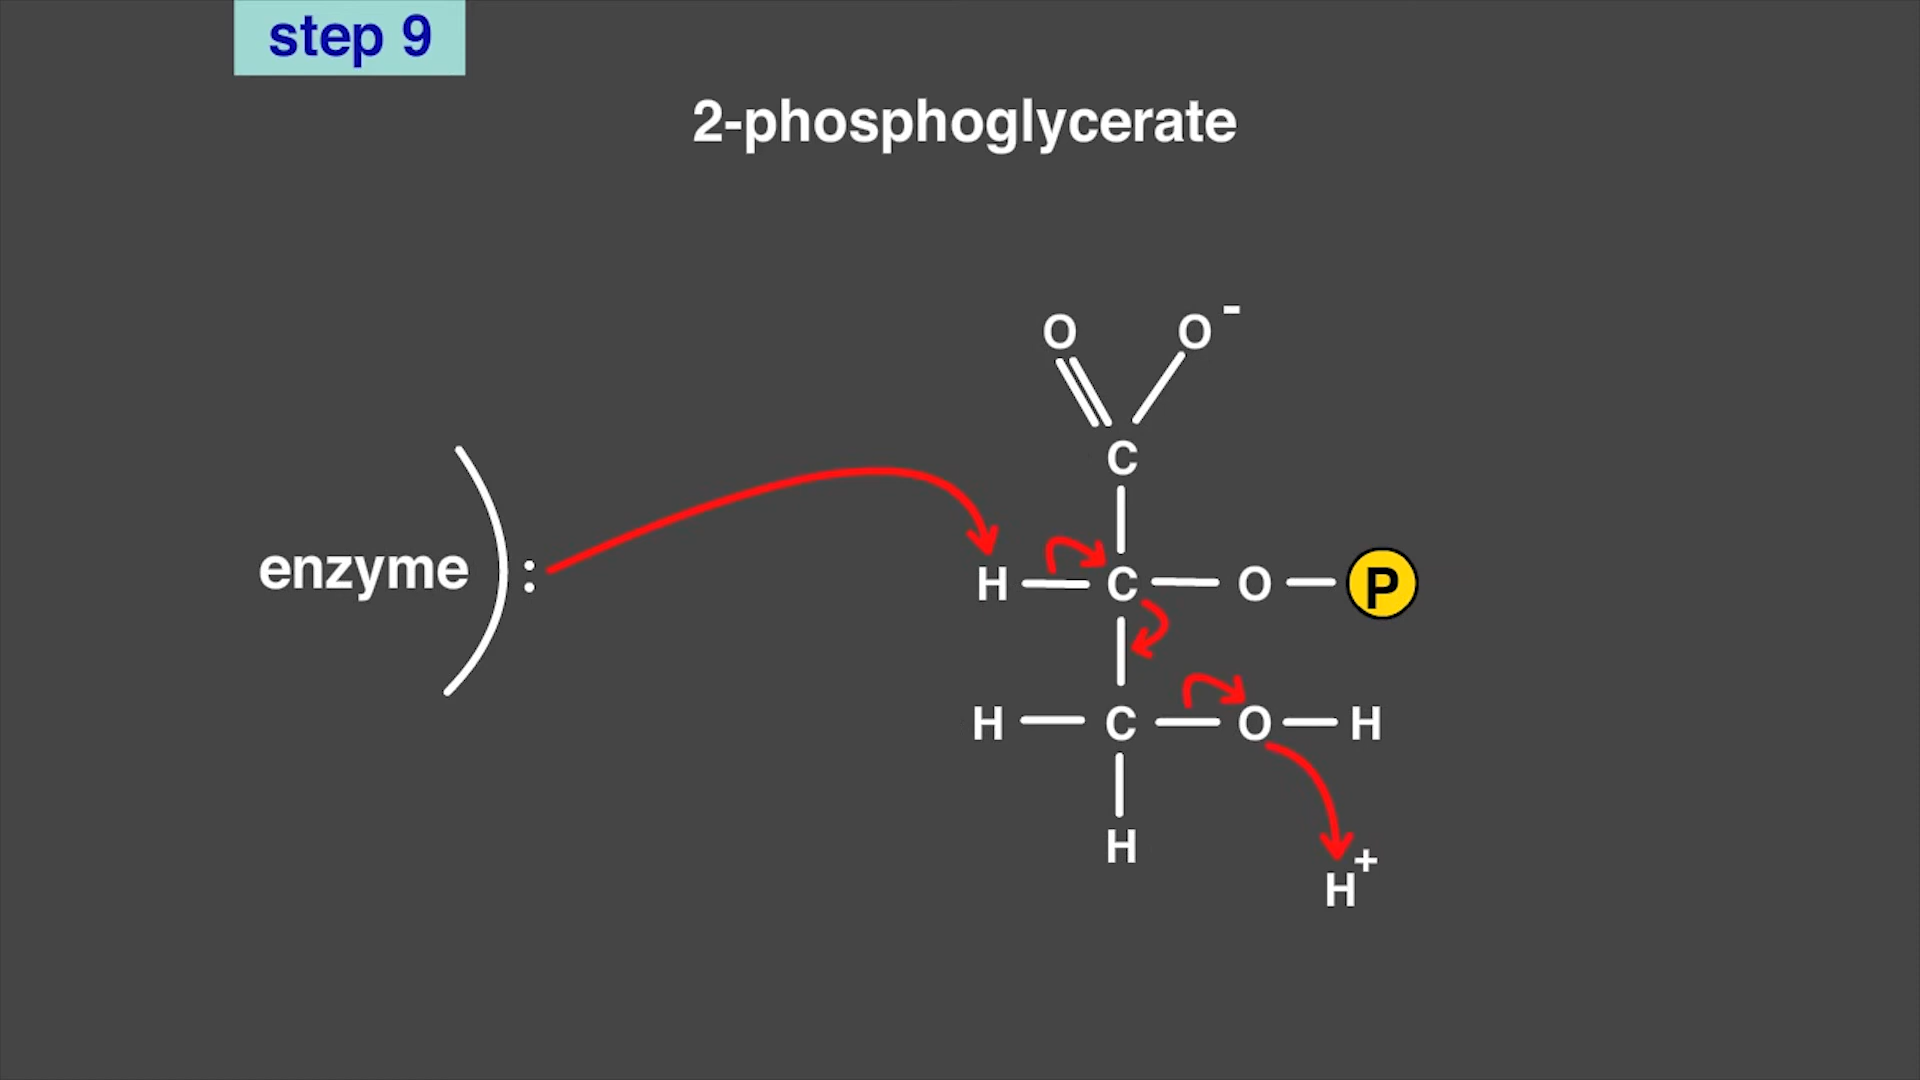 step 9
2-phosphoglycerate
O O -
C
enzyme :
H C O P
H C O H
H
H +